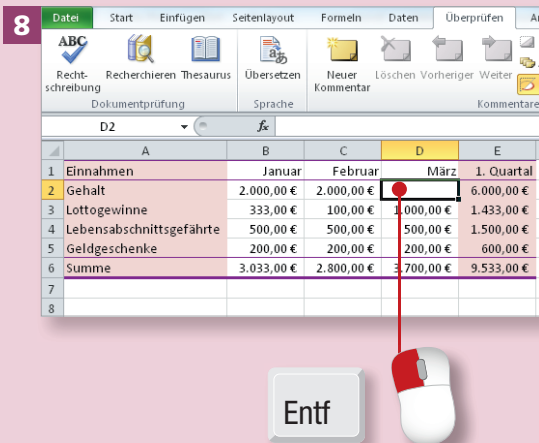 8
Datei Start Einfügen Seitenlayout Formeln Daten Überprüfen
ABC
Recht-
schreibung Recherchieren Thesaurus Übersetzen Neuer
Kommentar Löschen Vorheriger Weiter
Dokumentprüfung Sprache Kommentare
D2 fx
A B C D E
1 Einnahmen Januar Februar März 1. Quartal
2 Gehalt 2.000,00 € 2.000,00 € 6.000,00 €
3 Lottogewinne 333,00 € 100,00 € 1.000,00 € 1.433,00 €
4 Lebensabschnittsgefährte 500,00 € 500,00 € 500,00 € 1.500,00 €
5 Geldgeschenke 200,00 € 200,00 € 200,00 € 600,00 €
6 Summe 3.033,00 € 2.800,00 € 3.700,00 € 9.533,00 €
7
8
Entf